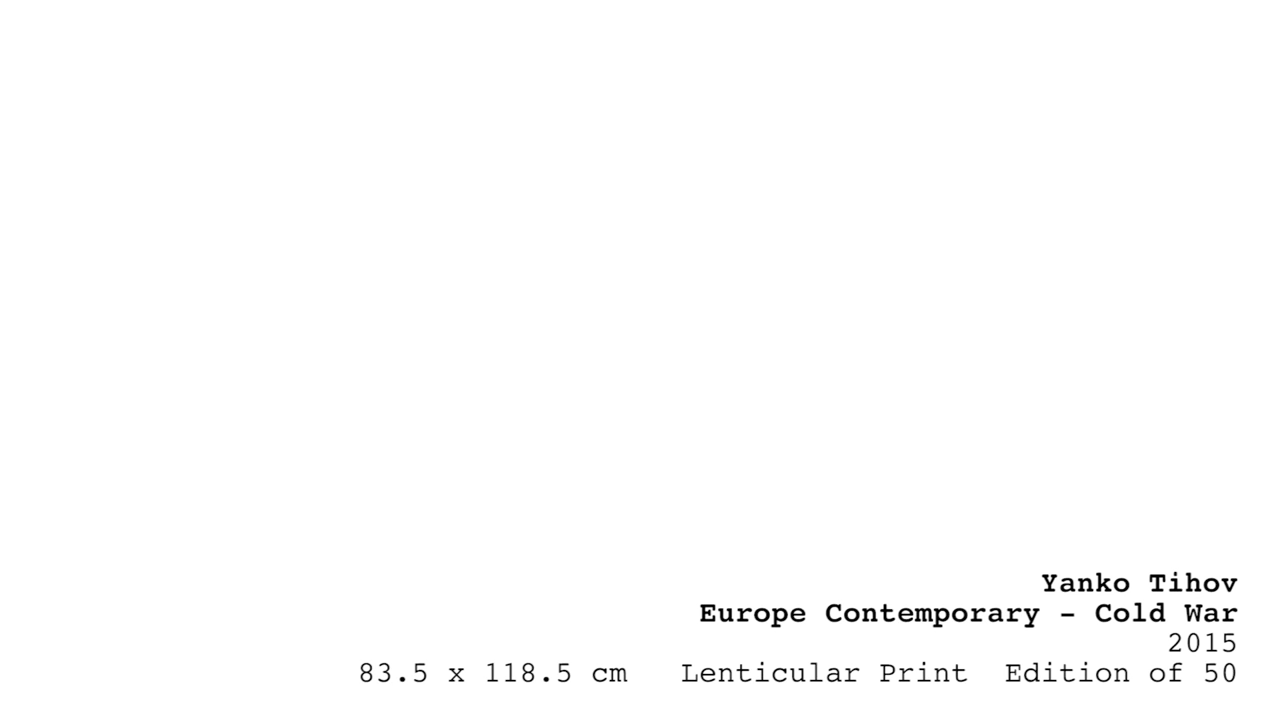 Yanko Tihov
Europe Contemporary – Cold War
2015
83.5 x 118.5 cm   Lenticular Print  Edition of 50